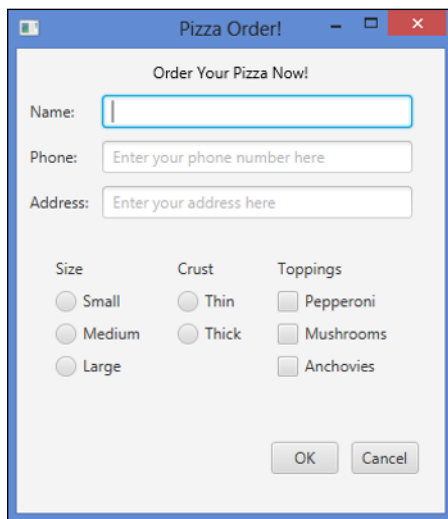 Pizza Order!
Order Your Pizza Now!
Name:
Phone: Enter your phone number here
Address: Enter your address here
Size Crust Toppings
Small Thin Pepperoni
Medium Thick Mushrooms
Large Anchovies
OK Cancel